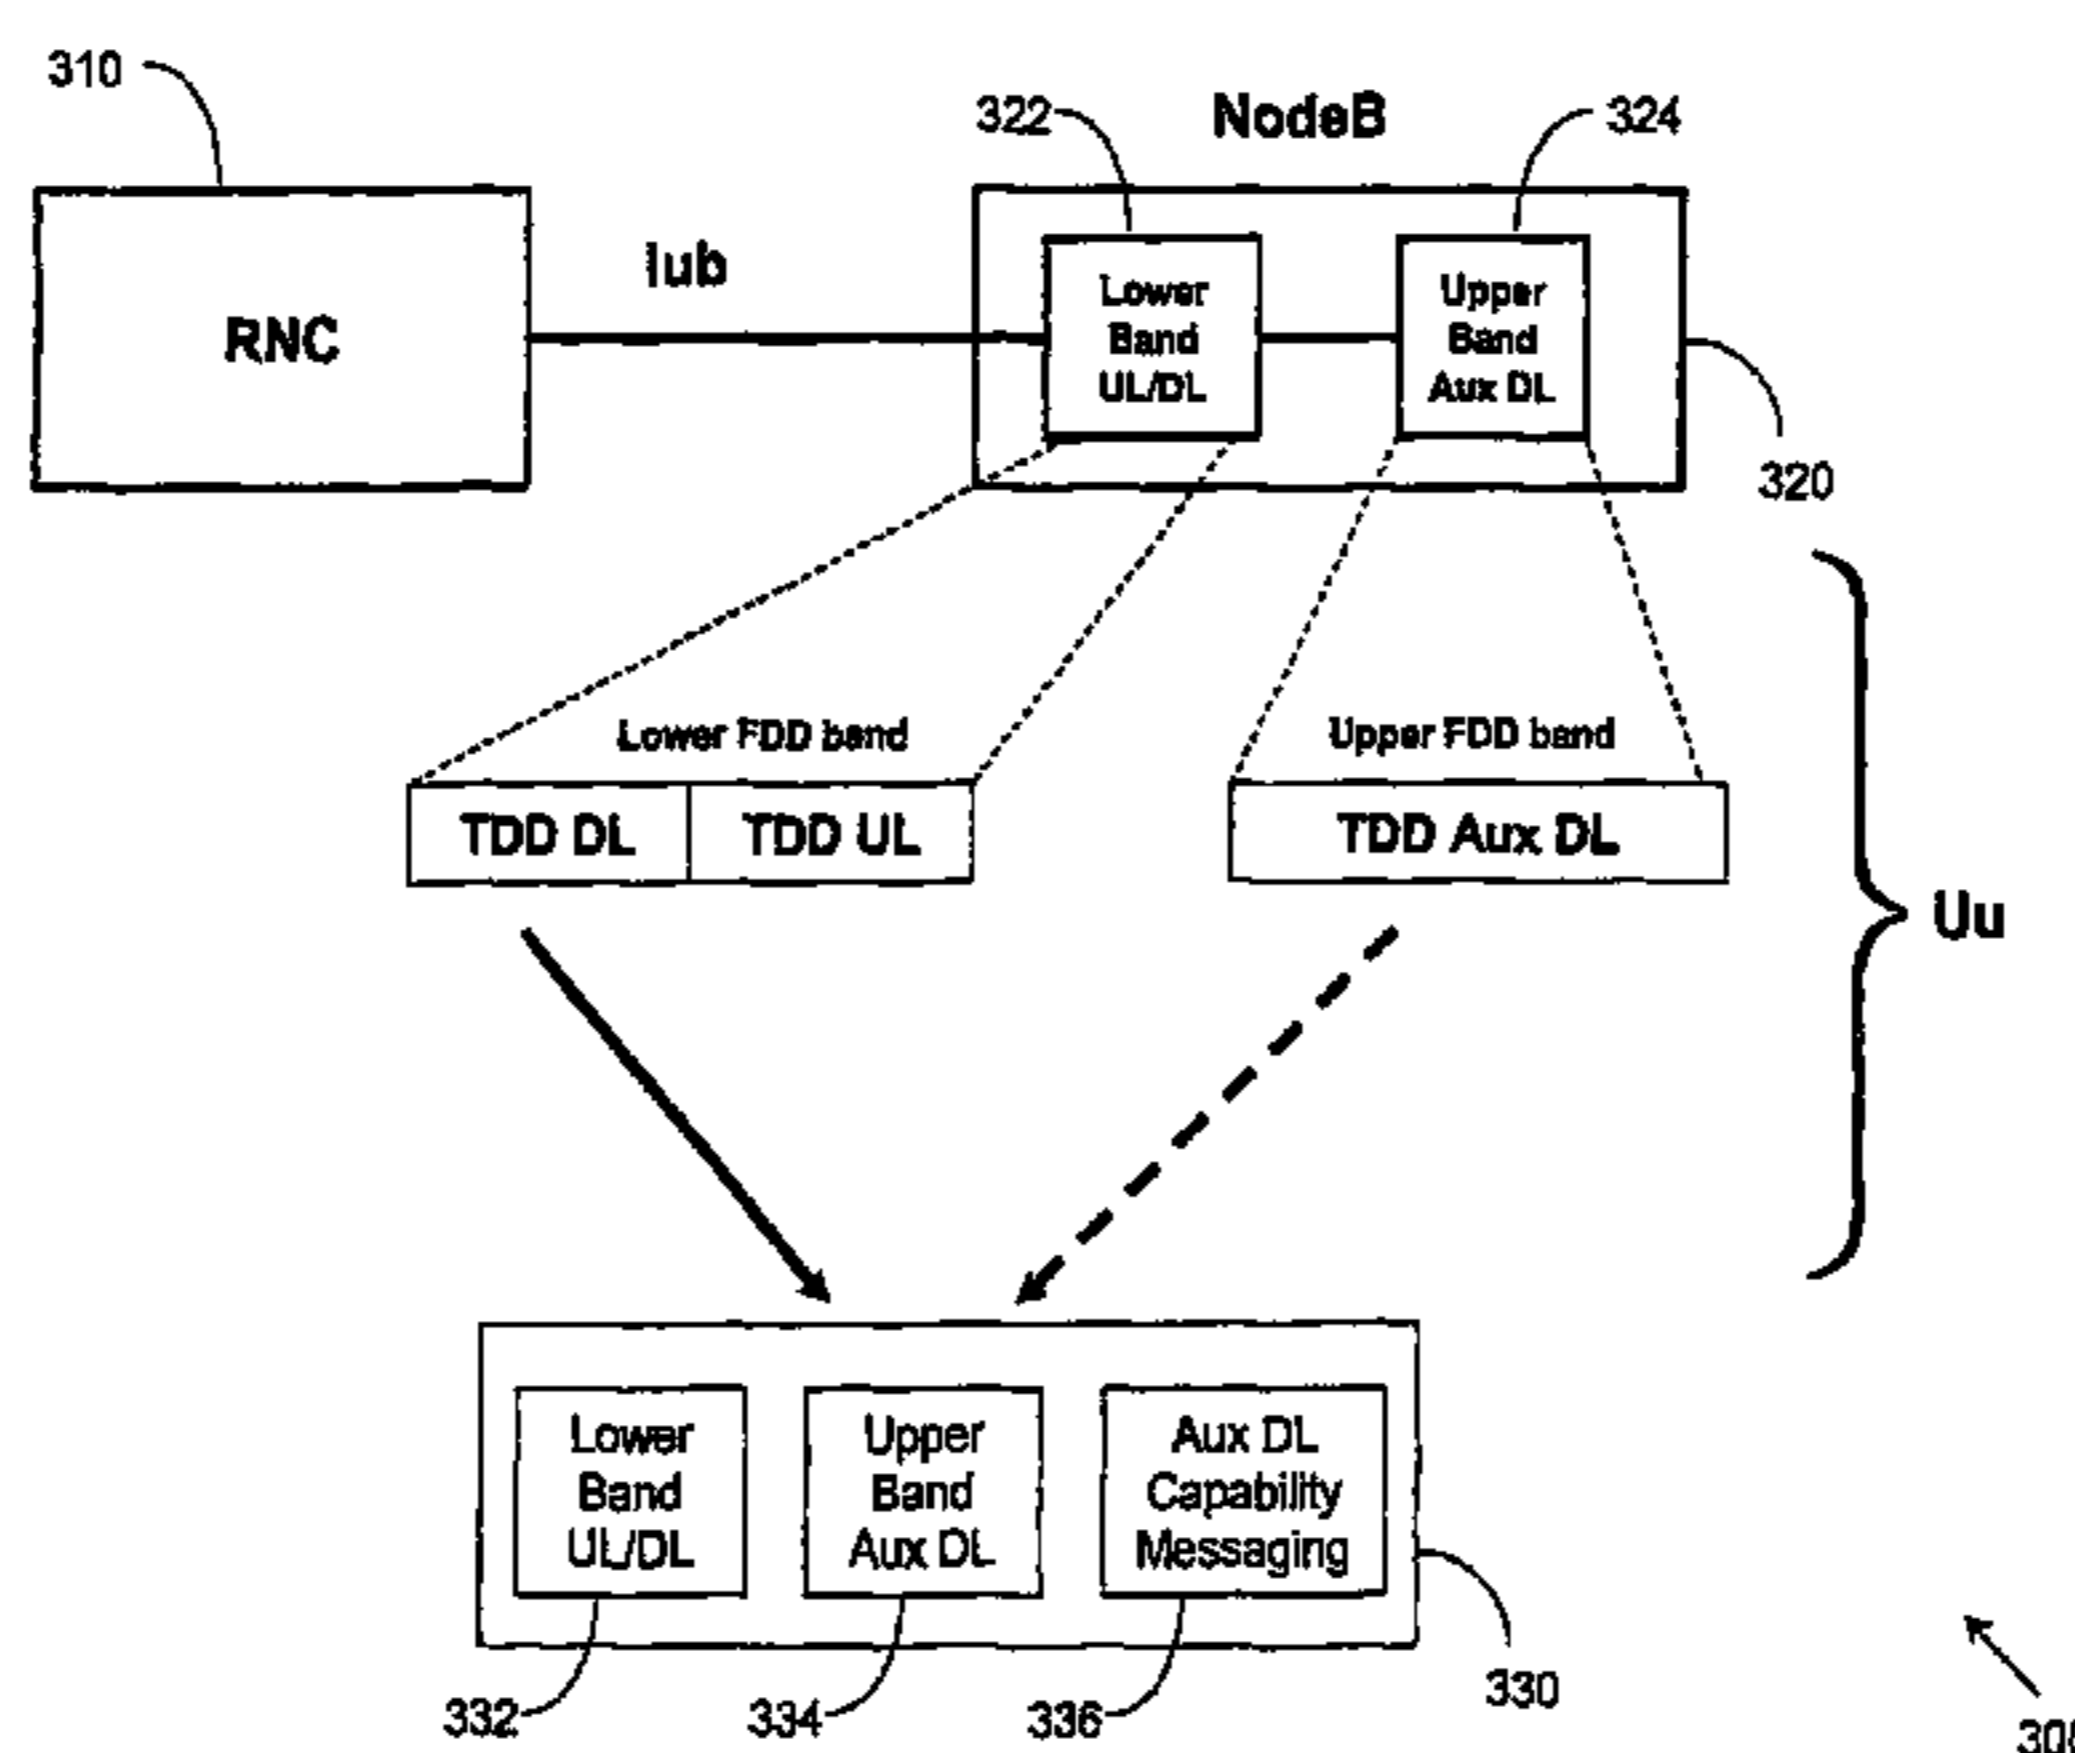 310
322
NodeB
324
RNC
Iub
Lower
Band
UL/DL
Upper
Band
Aux DL
320
Lower FDD band
Upper FDD band
TDD DL
TDD UL
TDD Aux DL
Uu
Lower
Band
UL/DL
Upper
Band
Aux DL
Aux DL
Capability
Messaging
332
334
336
330